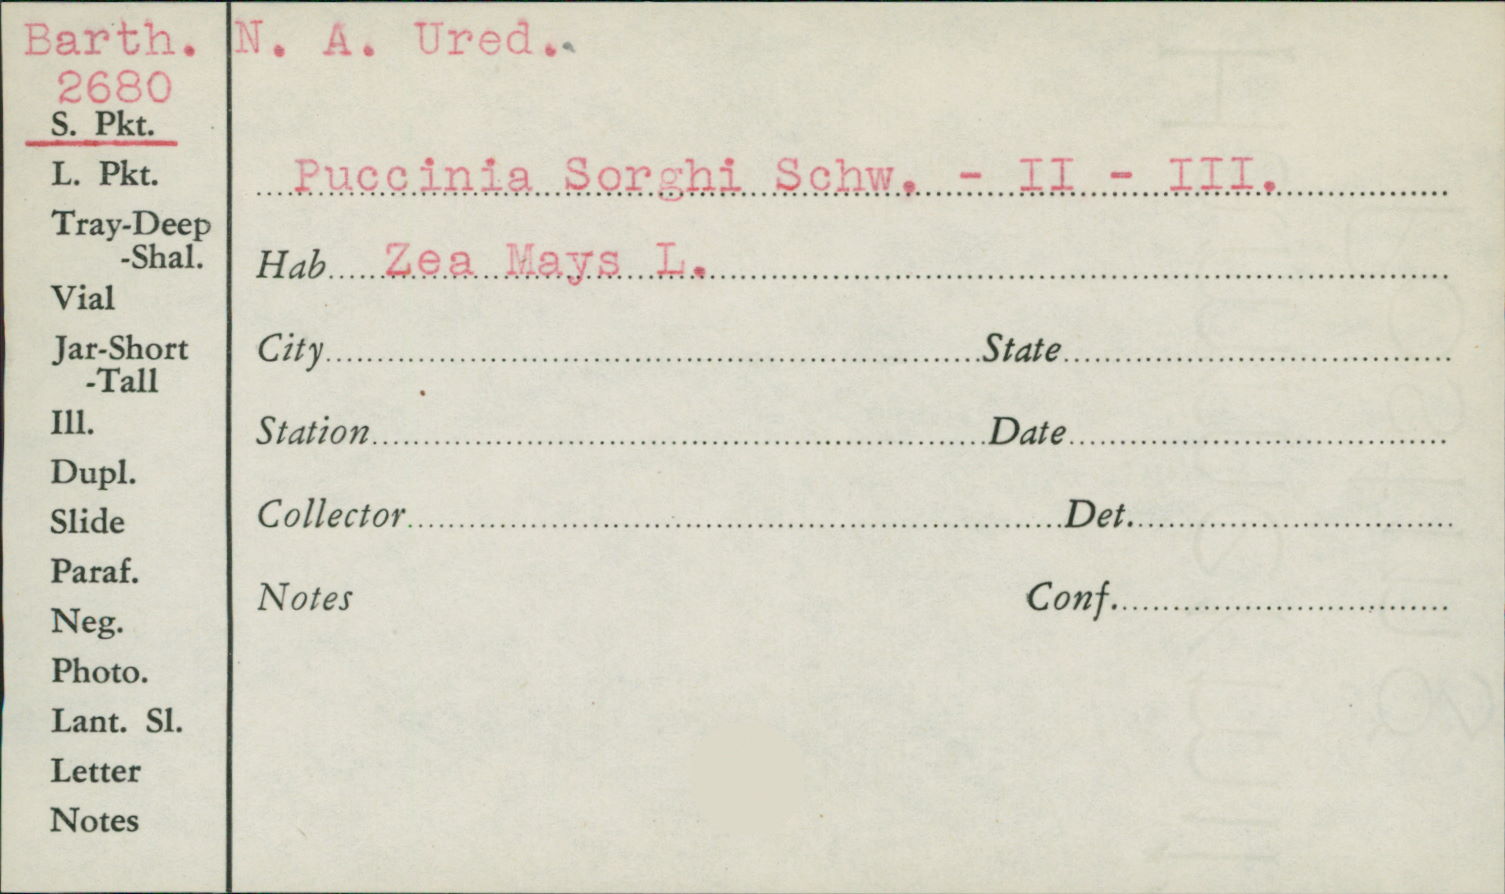 Barth. N. A. Ured.
2680
S. Pkt.
L. Pkt.
Tray-Deep
-Shal.
Vial
Jar-Short
-Tall
Ill.
Dupl.
Slide
Paraf.
Neg.
Photo.
Lant. Sl.
Letter
Notes
Puccinia Sorghi Schw. - II - III.
Hab. Zea Mays L.
City State
Station Date
Collector Det.
Notes Conf.